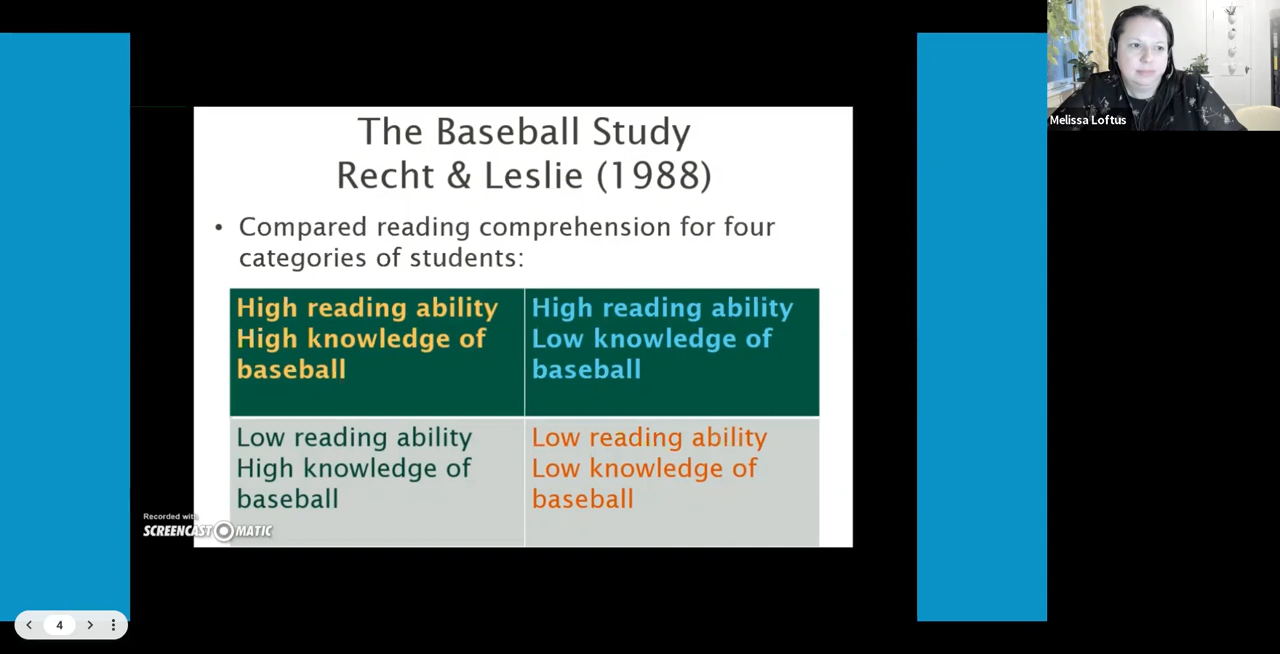 The Baseball Study
Recht & Leslie (1988)
• Compared reading comprehension for four
categories of students:
High reading ability
High knowledge of
baseball
High reading ability
Low knowledge of
baseball
Low reading ability
High knowledge of
baseball
Low reading ability
Low knowledge of
baseball
Recorded with
SCREENCAST MATIC
Melissa Loftus
4